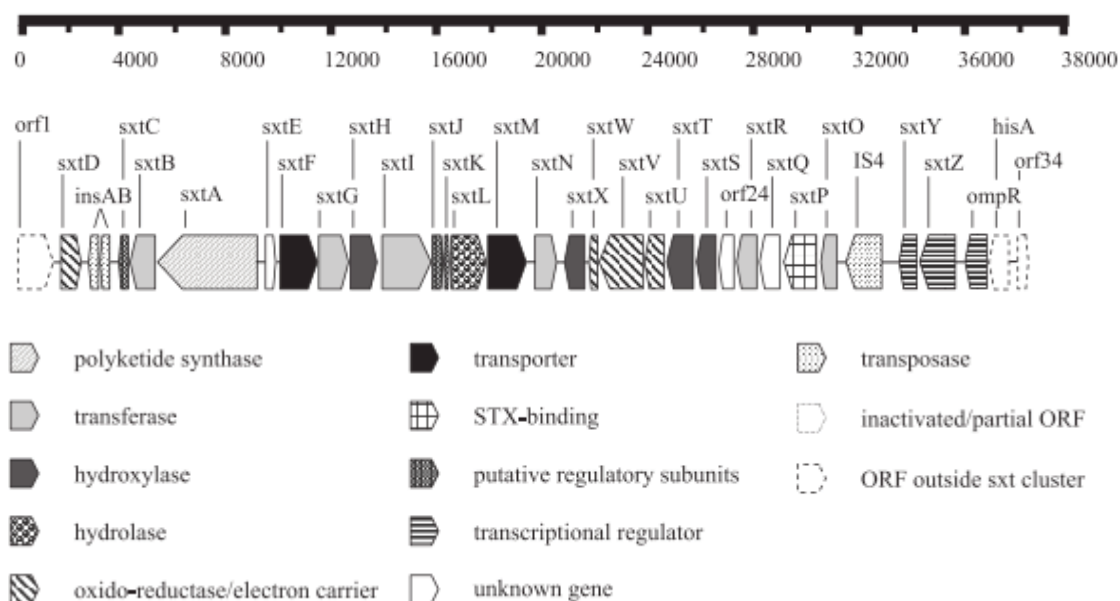 0 4000 8000 12000 16000 20000 24000 28000 32000 36000 38000
orf1 sxtC sxtE sxtH sxtJ sxtM sxtW sxtT sxtR sxtO sxtY hisA
sxtD sxtB sxtF sxtI sxtK sxtN sxtV sxtS sxtQ IS4 sxtZ orf34
insAB sxtA sxtG sxtL sxtX sxtU orf24 sxtP ompR
polyketide synthase transporter transposase
transferase STX-binding inactivated/partial ORF
hydroxylase putative regulatory subunits ORF outside sxt cluster
hydrolase transcriptional regulator
oxido-reductase/electron carrier unknown gene